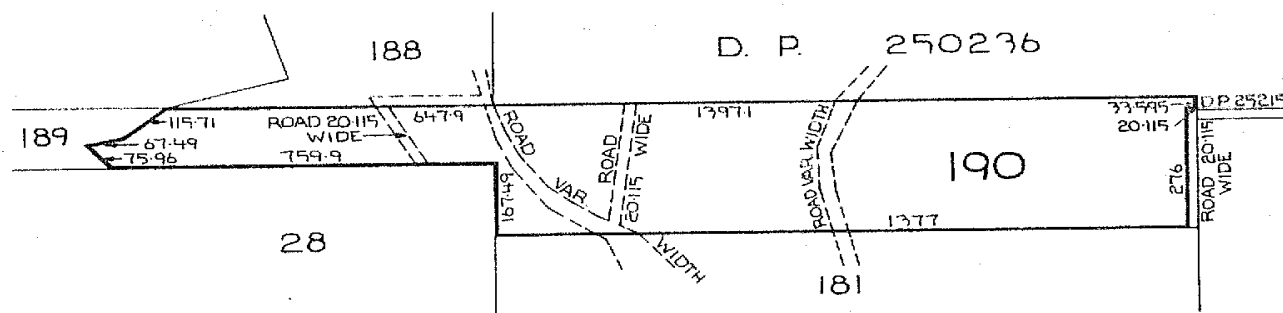 188
D. P. 250236
189
115.71
67.49
75.96
ROAD 20.115
WIDE
647.9
759.9
ROAD
VAR.
WIDTH
ROAD
20.115 WIDE
1397.1
ROAD VAR. WIDTH
33.595
D.P. 25215
20.115
190
276
ROAD 20.115
WIDE
167.49
1377
28
181